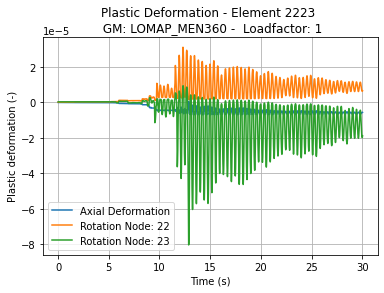 Plastic Deformation - Element 2223
GM: LOMAP_MEN360 - Loadfactor: 1
1e−5
2
0
−2
−4
−6
−8
Plastic deformation (-)
Axial Deformation
Rotation Node: 22
Rotation Node: 23
0 5 10 15 20 25 30
Time (s)